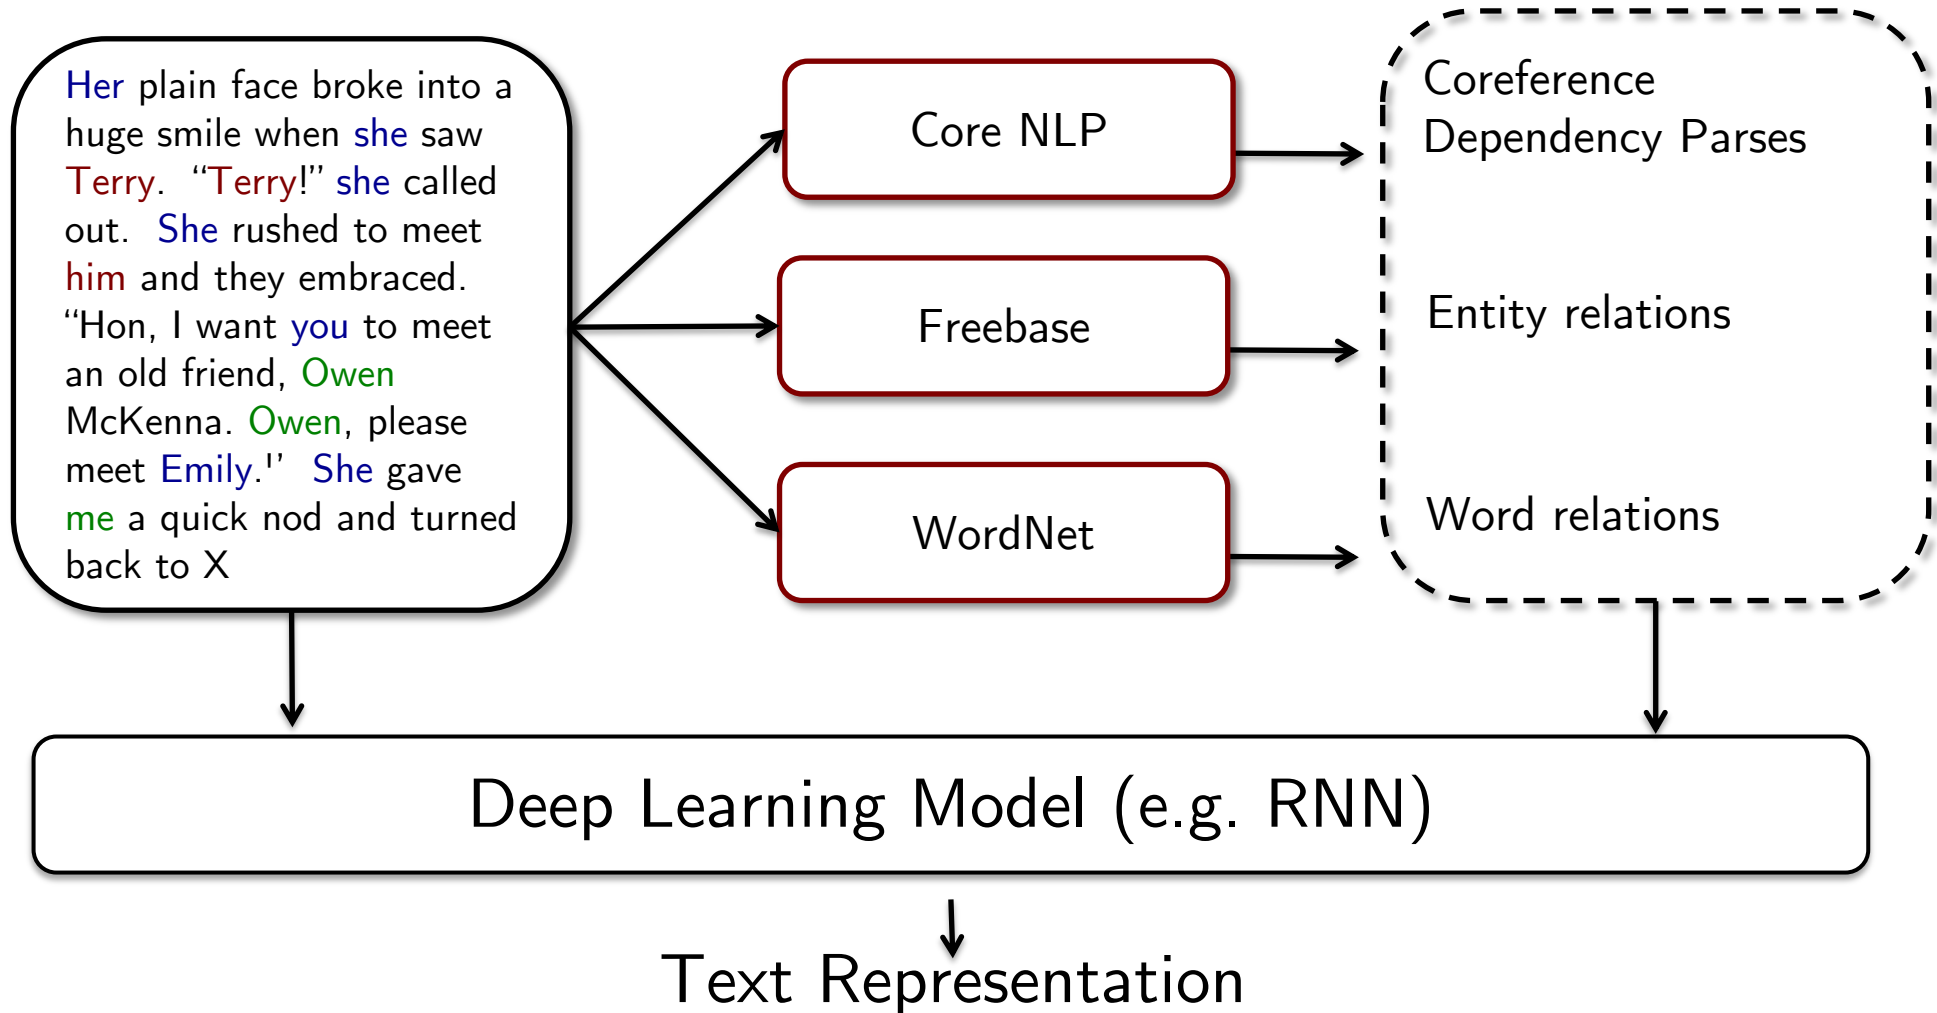 Her plain face broke into a
huge smile when she saw
Terry. “Terry!” she called
out. She rushed to meet
him and they embraced.
“Hon, I want you to meet
an old friend, Owen
McKenna. Owen, please
meet Emily.'’ She gave
me a quick nod and turned
back to X
Core NLP
Freebase
WordNet
Coreference
Dependency Parses
Entity relations
Word relations
Deep Learning Model (e.g. RNN)
Text Representation